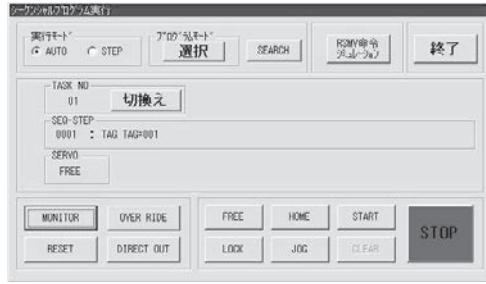 シーケンシャルプログラム実行
実行モード
AUTO STEP
プログラムモード
選択
SEARCH
RSMV命令
シミュレーション
終了
TASK NO
01
切換え
SEQ-STEP
0001 : TAG TAG=001
SERVO
FREE
MONITOR OVER RIDE FREE HOME START
STOP
RESET DIRECT OUT LOCK JOG CLEAR